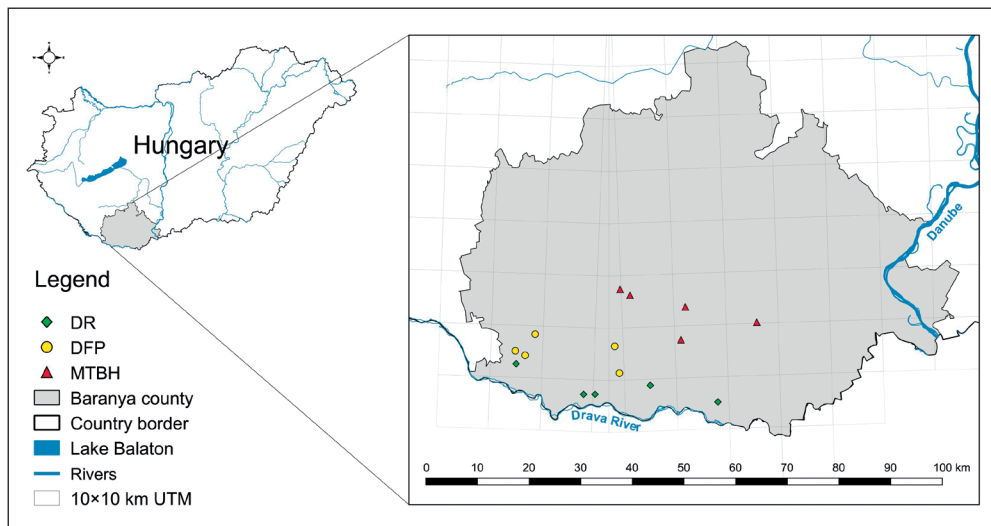 Hungary
Legend
DR
DFP
MTBH
Baranya county
Country border
Lake Balaton
Rivers
10×10 km UTM
Danube
Drava River
0 10 20 30 40 50 60 70 80 90 100 km